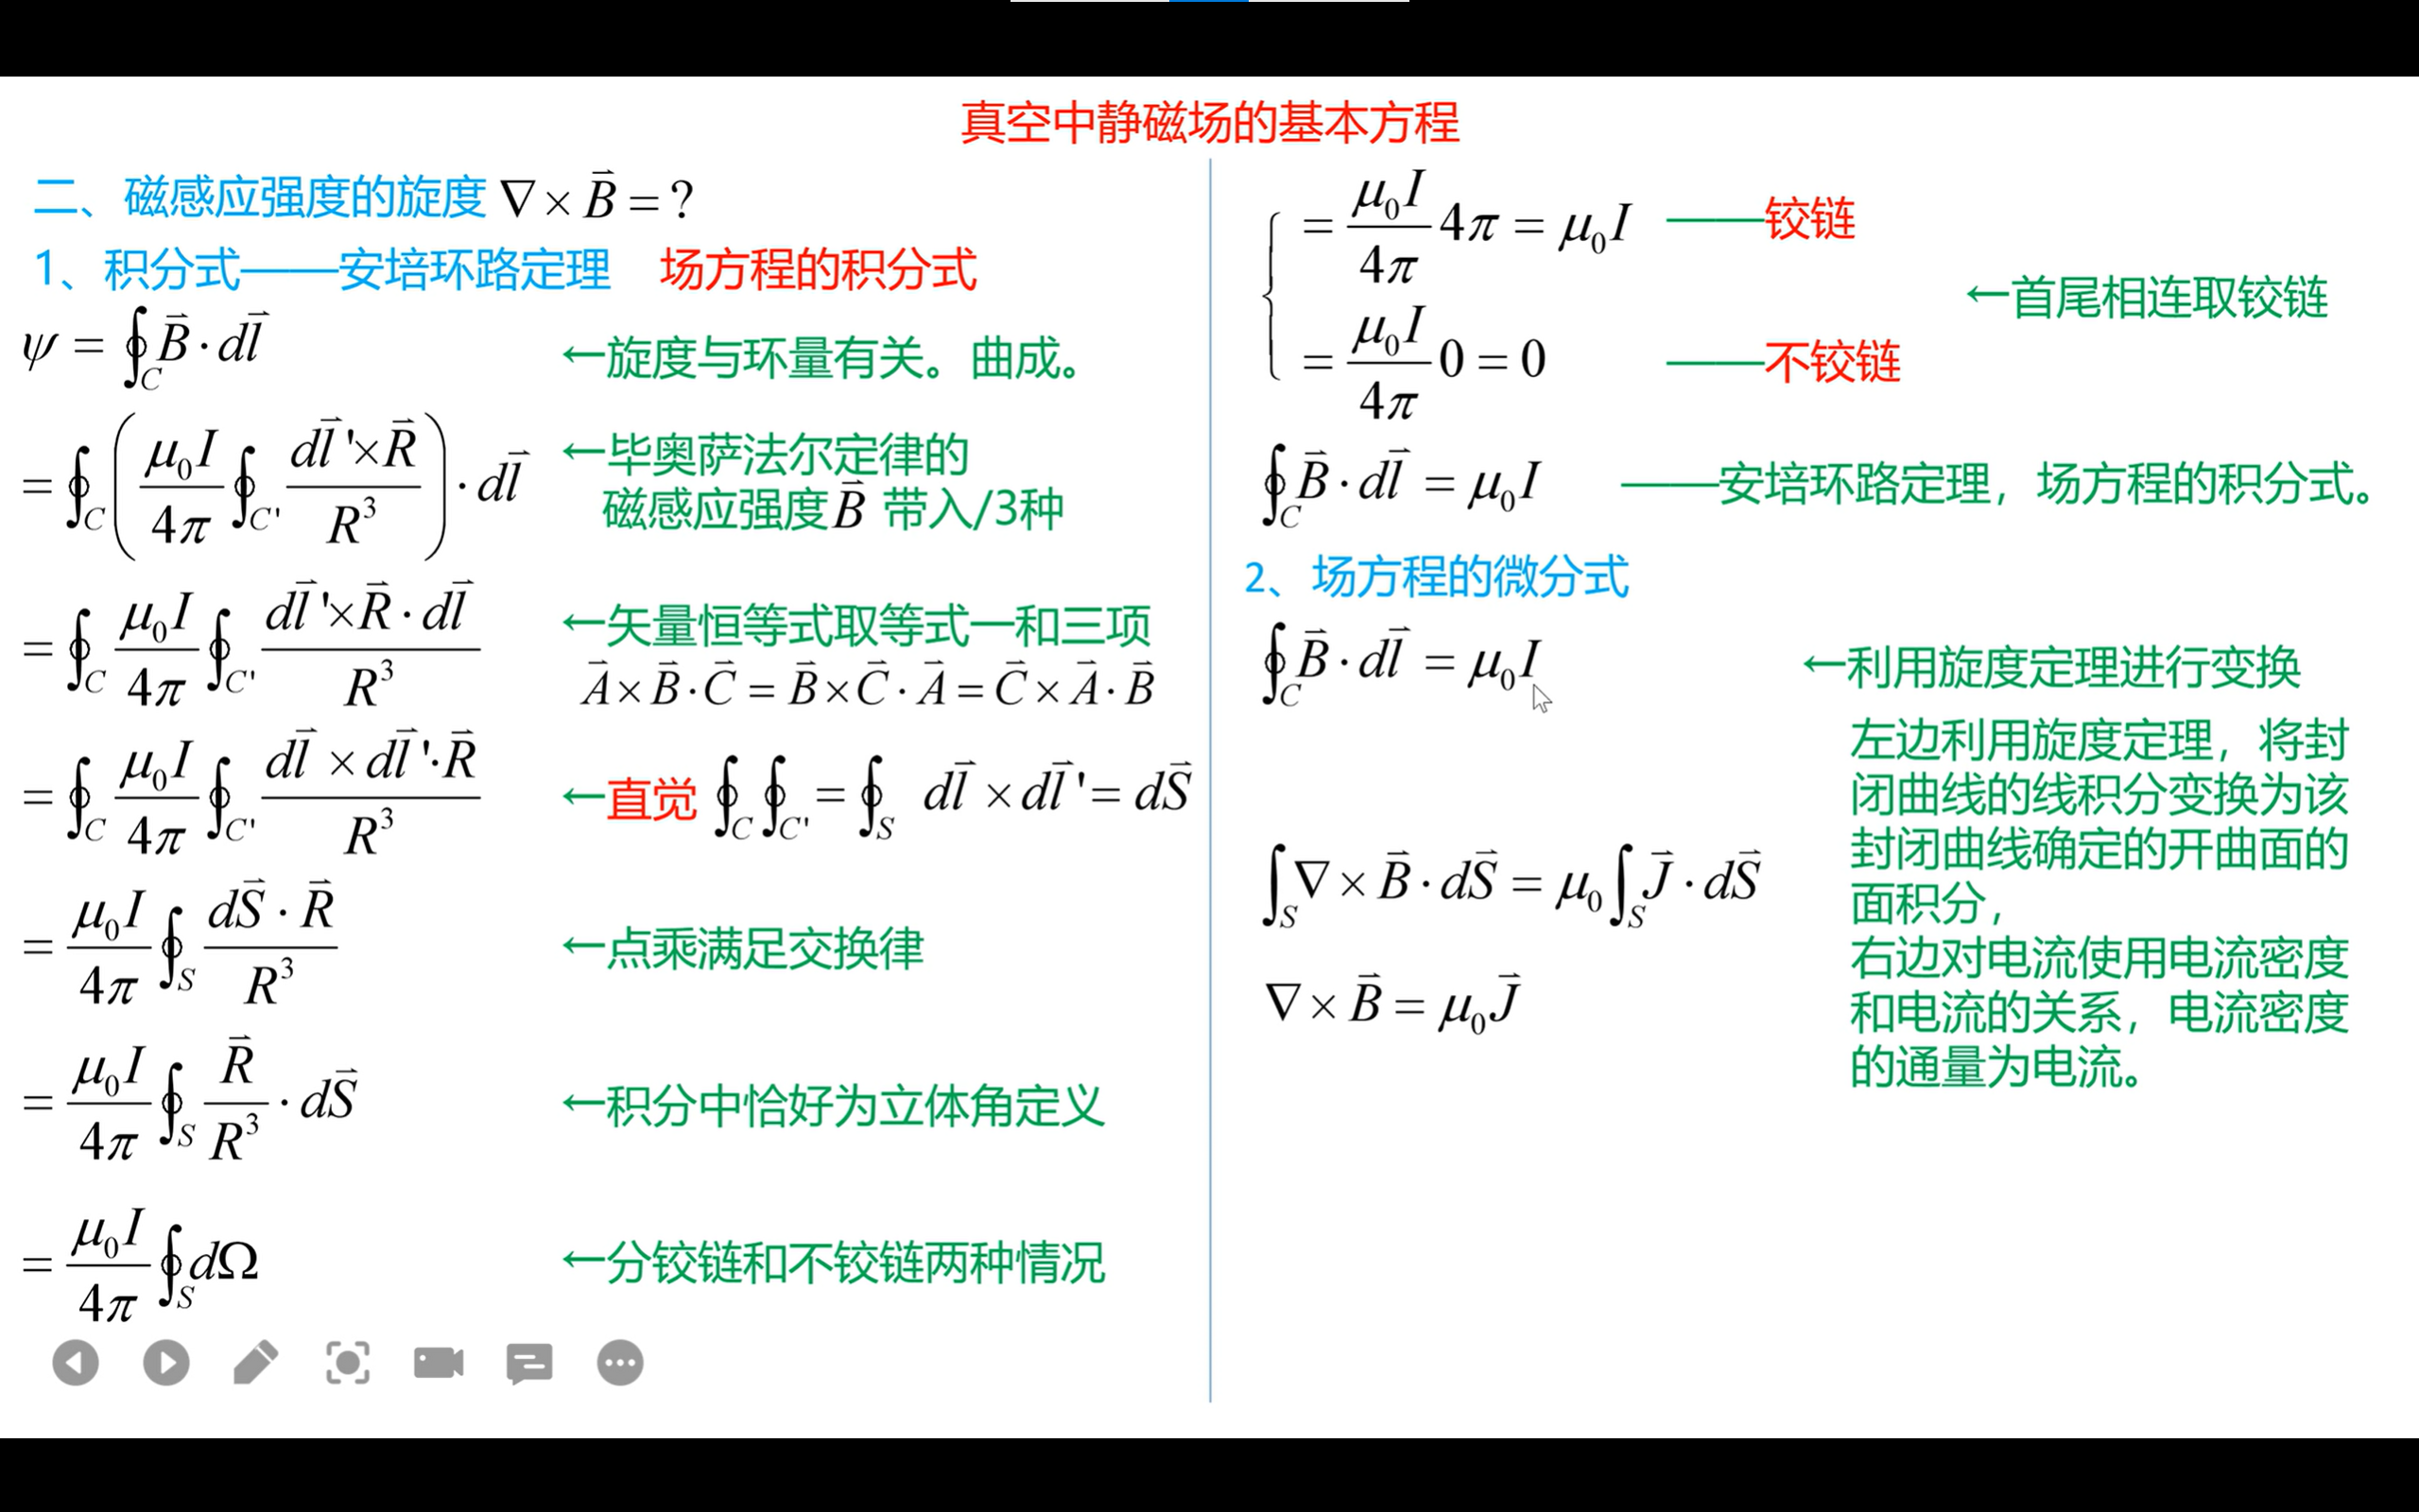 真空中静磁场的基本方程
二、磁感应强度的旋度 $\nabla \times \vec{B} = ?$
1、积分式——安培环路定理 场方程的积分式
$\psi = \oint_C \vec{B} \cdot d\vec{l}$ ←旋度与环量有关。曲成。
$= \oint_C \left( \frac{\mu_0 I}{4\pi} \oint_{C'} \frac{d\vec{l}' \times \vec{R}}{R^3} \right) \cdot d\vec{l}$ ←毕奥萨法尔定律的
磁感应强度 $\vec{B}$ 带入/3种
$= \oint_C \frac{\mu_0 I}{4\pi} \oint_{C'} \frac{d\vec{l}' \times \vec{R} \cdot d\vec{l}}{R^3}$ ←矢量恒等式取等式一和三项
$\vec{A} \times \vec{B} \cdot \vec{C} = \vec{B} \times \vec{C} \cdot \vec{A} = \vec{C} \times \vec{A} \cdot \vec{B}$
$= \oint_C \frac{\mu_0 I}{4\pi} \oint_{C'} \frac{d\vec{l} \times d\vec{l}' \cdot \vec{R}}{R^3}$ ←直觉 $\oint_C \oint_{C'} = \oint_S$ $d\vec{l} \times d\vec{l}' = d\vec{S}$
$= \frac{\mu_0 I}{4\pi} \oint_S \frac{d\vec{S} \cdot \vec{R}}{R^3}$ ←点乘满足交换律
$= \frac{\mu_0 I}{4\pi} \oint_S \frac{\vec{R}}{R^3} \cdot d\vec{S}$ ←积分中恰好为立体角定义
$= \frac{\mu_0 I}{4\pi} \oint_S d\Omega$ ←分铰链和不铰链两种情况
$= \frac{\mu_0 I}{4\pi} 4\pi = \mu_0 I$ ——铰链
←首尾相连取铰链
$= \frac{\mu_0 I}{4\pi} 0 = 0$ ——不铰链
$\oint_C \vec{B} \cdot d\vec{l} = \mu_0 I$ ——安培环路定理，场方程的积分式。
2、场方程的微分式
$\oint_C \vec{B} \cdot d\vec{l} = \mu_0 I$ ←利用旋度定理进行变换
左边利用旋度定理，将封
闭曲线的线积分变换为该
封闭曲线确定的开曲面的
面积分，
右边对电流使用电流密度
和电流的关系，电流密度
的通量为电流。
$\int_S \nabla \times \vec{B} \cdot d\vec{S} = \mu_0 \int_S \vec{J} \cdot d\vec{S}$
$\nabla \times \vec{B} = \mu_0 \vec{J}$